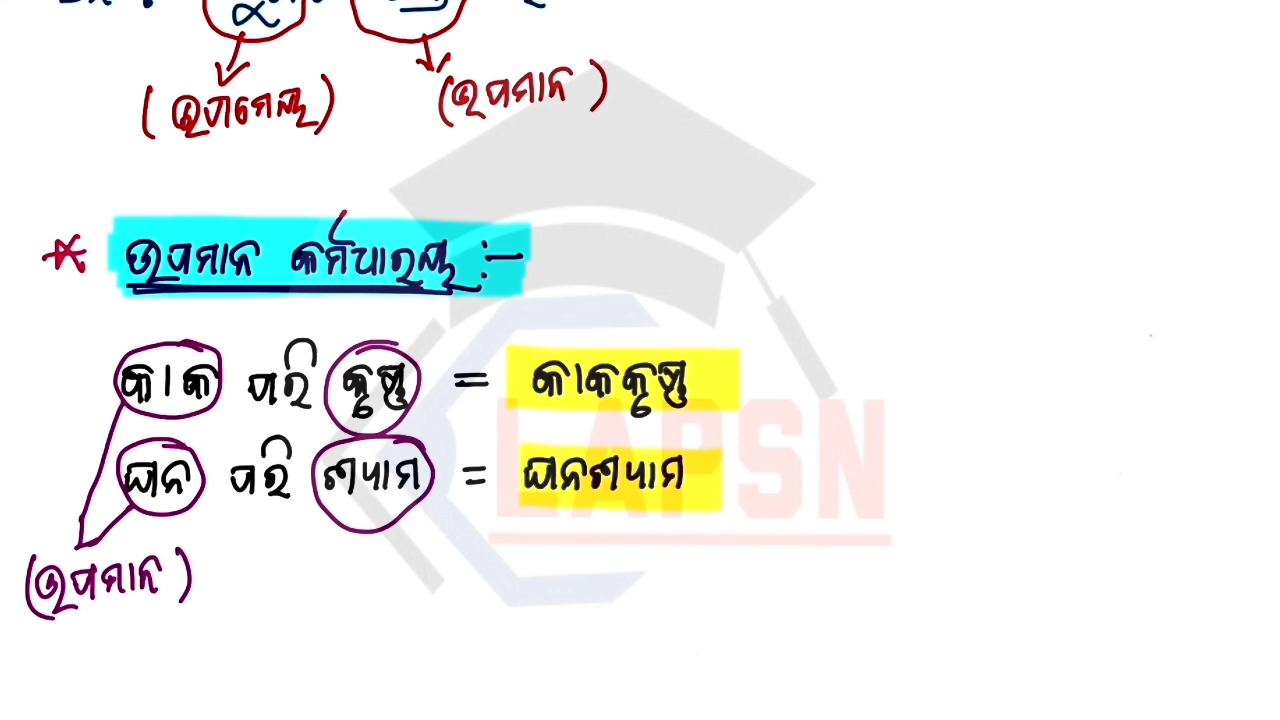 (ଉପମେୟ) (ଉପମାନ)
* ଉପମାନ କର୍ମଧାରୟ :-
କାକ ପରି କୃଷ୍ଣ = କାକକୃଷ୍ଣ
ଘନ ପରି ଶ୍ୟାମ = ଘନଶ୍ୟାମ
(ଉପମାନ)
LAPSN